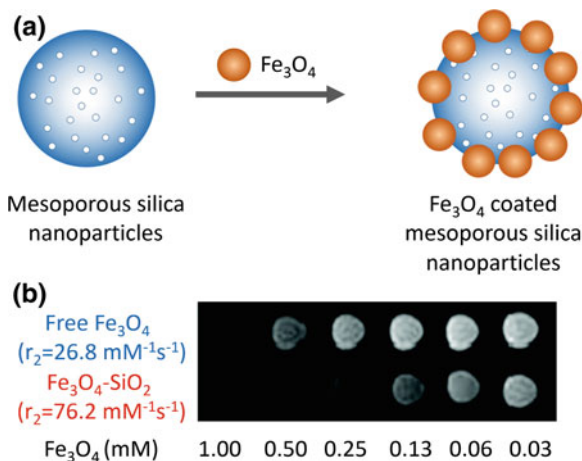 (a)
Fe₃O₄
Mesoporous silica
nanoparticles
Fe₃O₄ coated
mesoporous silica
nanoparticles
(b)
Free Fe₃O₄
(r₂=26.8 mM⁻¹s⁻¹)
Fe₃O₄-SiO₂
(r₂=76.2 mM⁻¹s⁻¹)
Fe₃O₄ (mM) 1.00 0.50 0.25 0.13 0.06 0.03